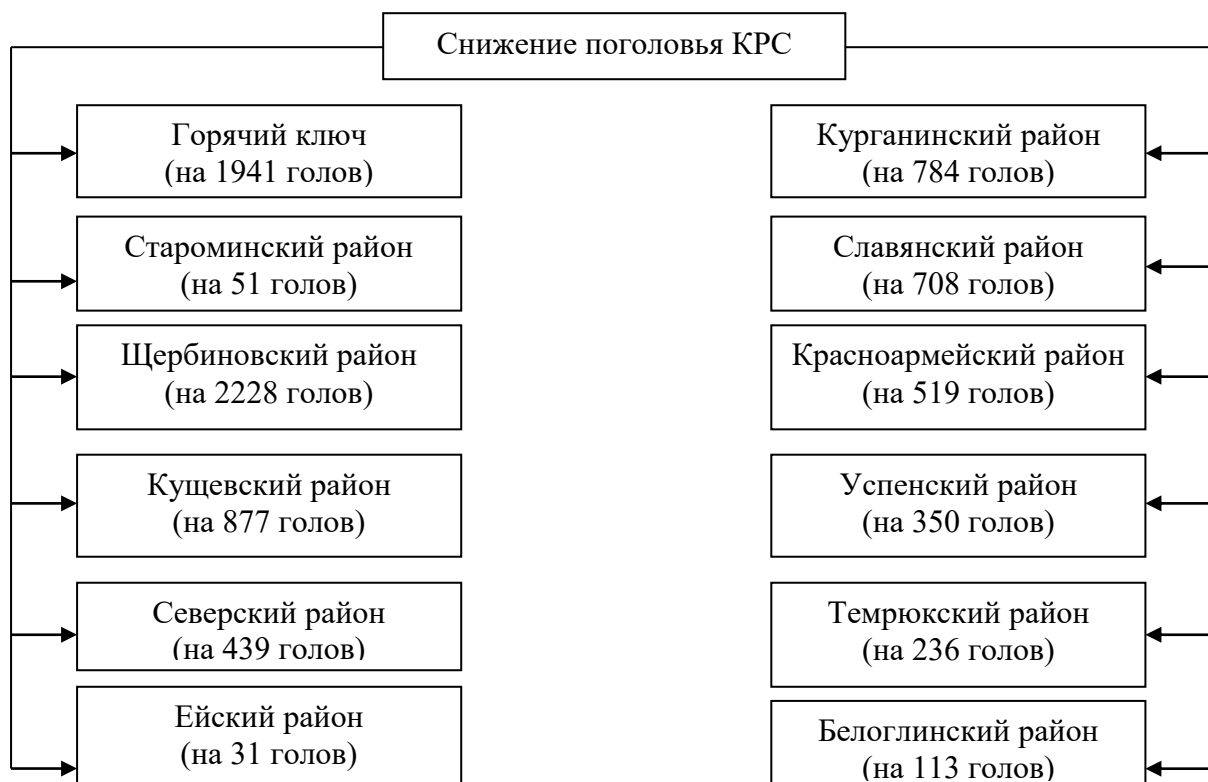 Снижение поголовья КРС
Горячий ключ
(на 1941 голов)
Староминский район
(на 51 голов)
Щербиновский район
(на 2228 голов)
Кущевский район
(на 877 голов)
Северский район
(на 439 голов)
Ейский район
(на 31 голов)
Курганинский район
(на 784 голов)
Славянский район
(на 708 голов)
Красноармейский район
(на 519 голов)
Успенский район
(на 350 голов)
Темрюкский район
(на 236 голов)
Белоглинский район
(на 113 голов)